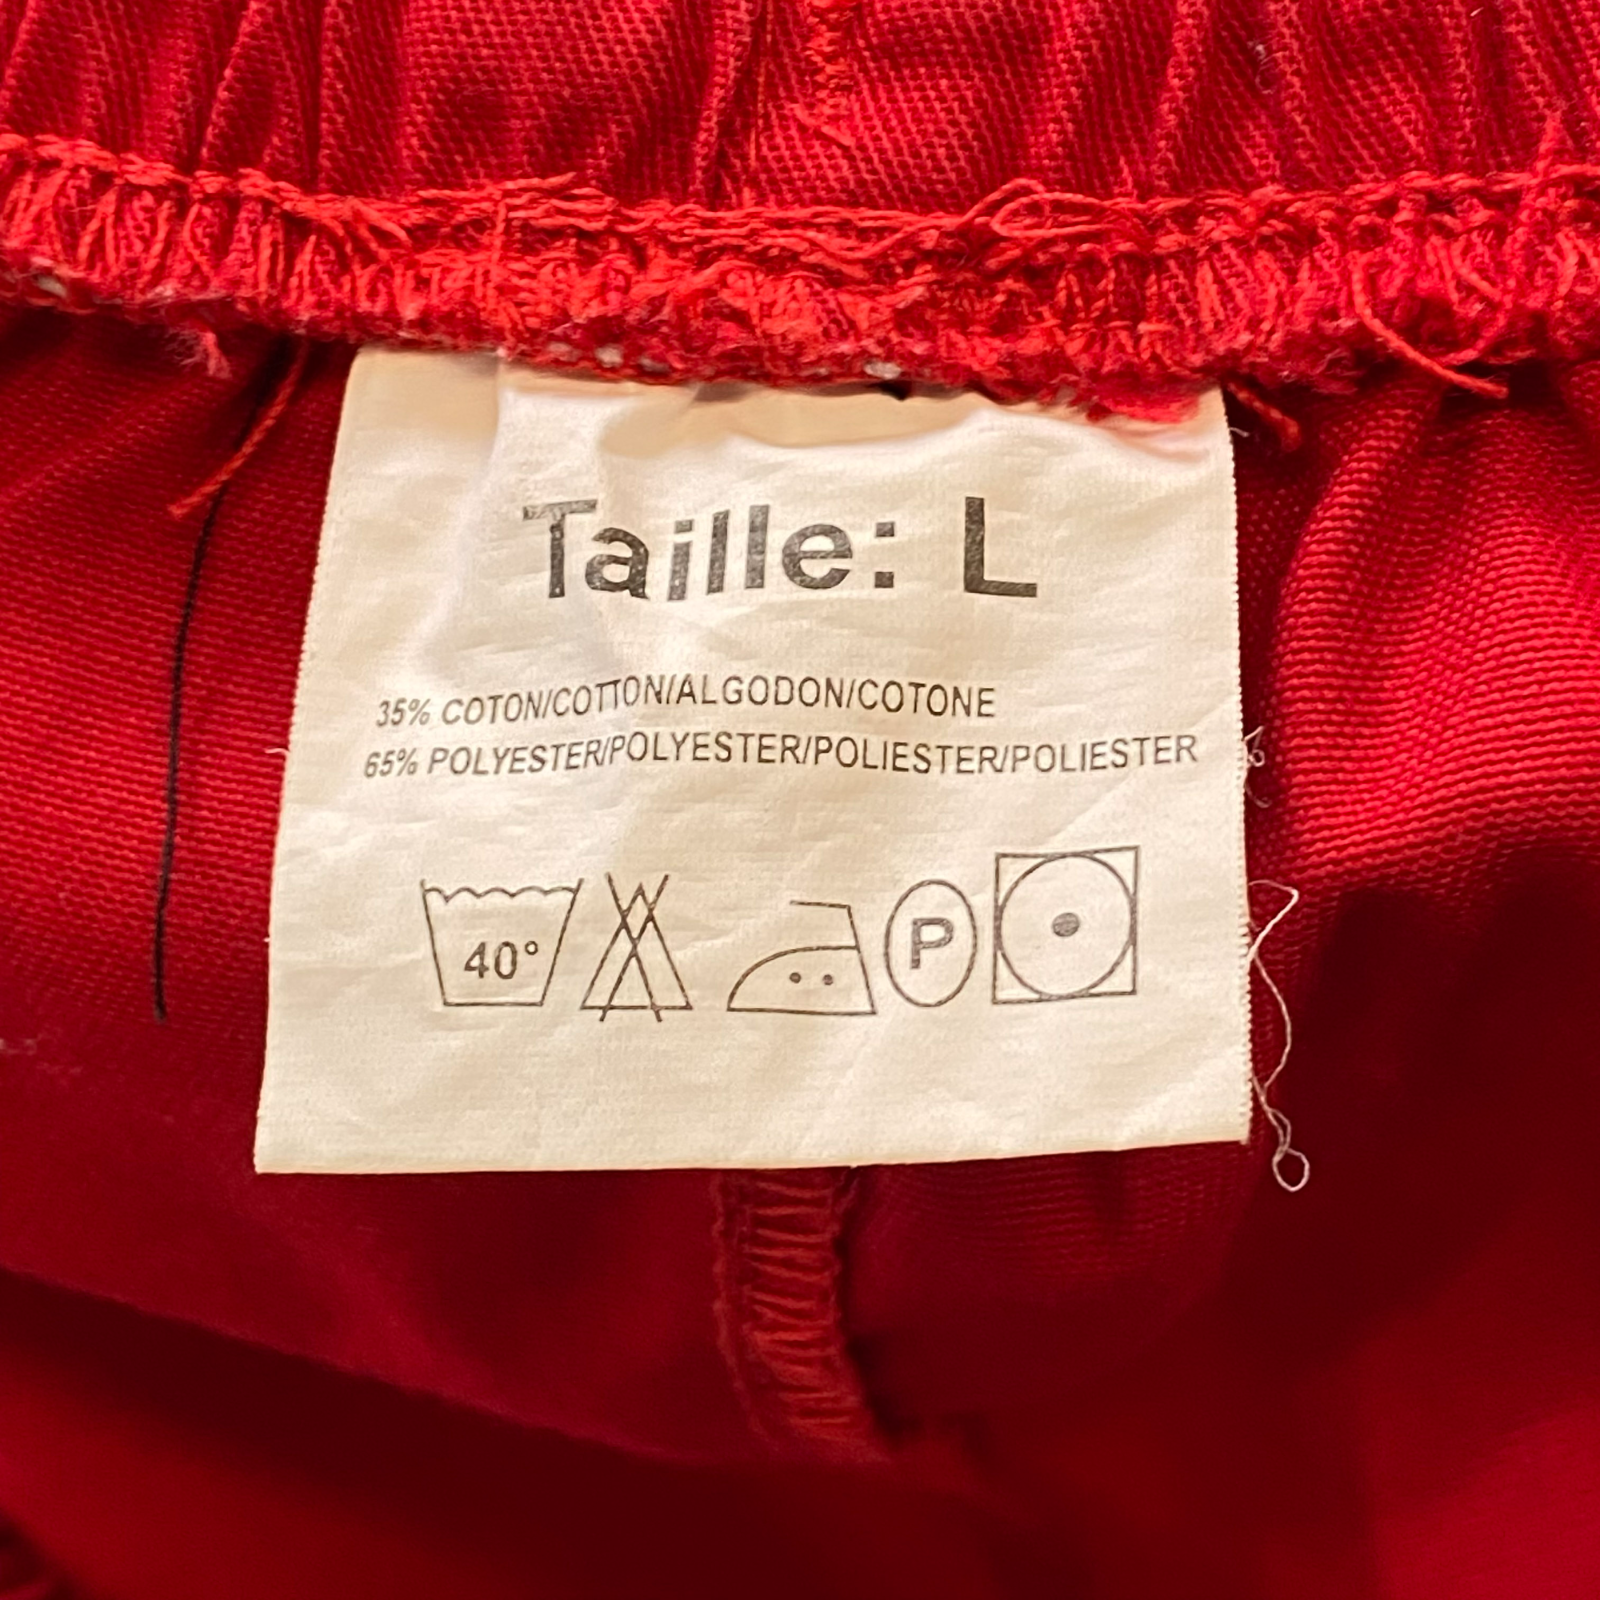 Taille: L
35% COTON/COTTON/ALGODON/COTONE
65% POLYESTER/POLYESTER/POLIESTER/POLIESTER
40° P